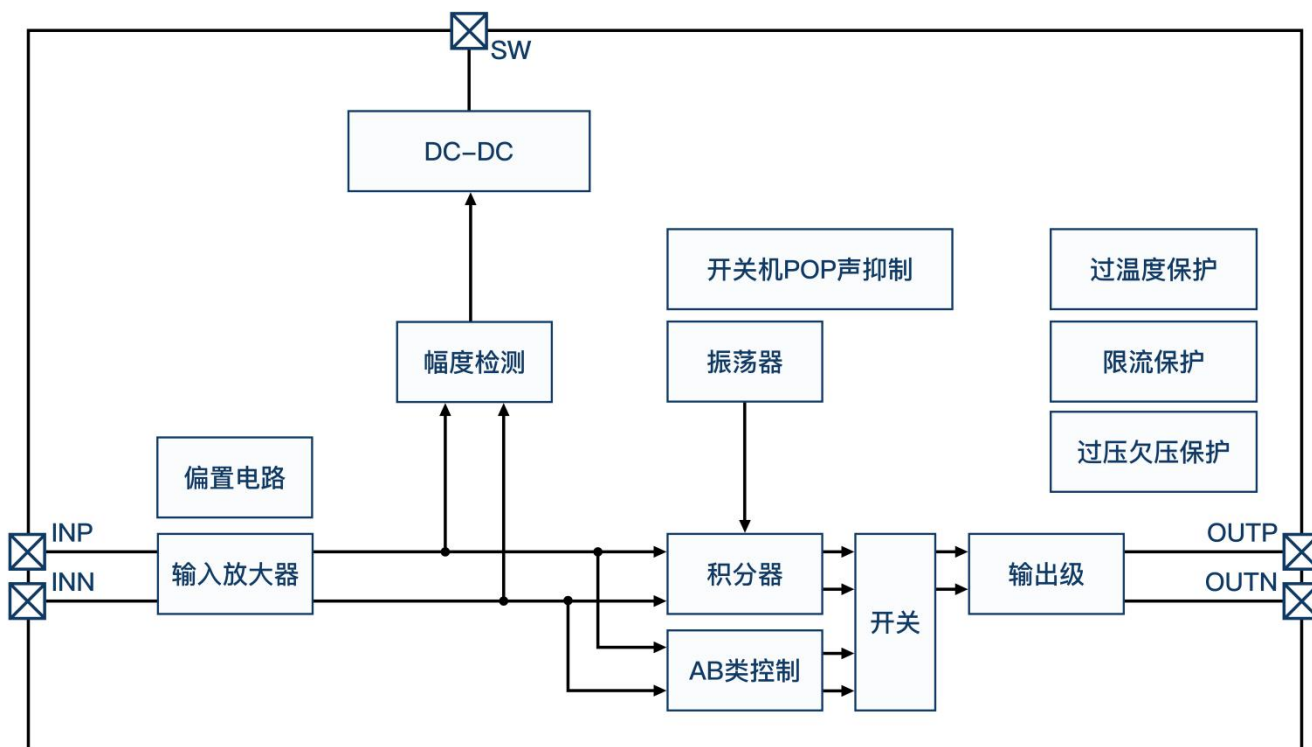 SW
DC-DC
开关机POP声抑制
过温度保护
幅度检测
振荡器
限流保护
过压欠压保护
偏置电路
INP
INN
输入放大器
积分器
AB类控制
开关
输出级
OUTP
OUTN